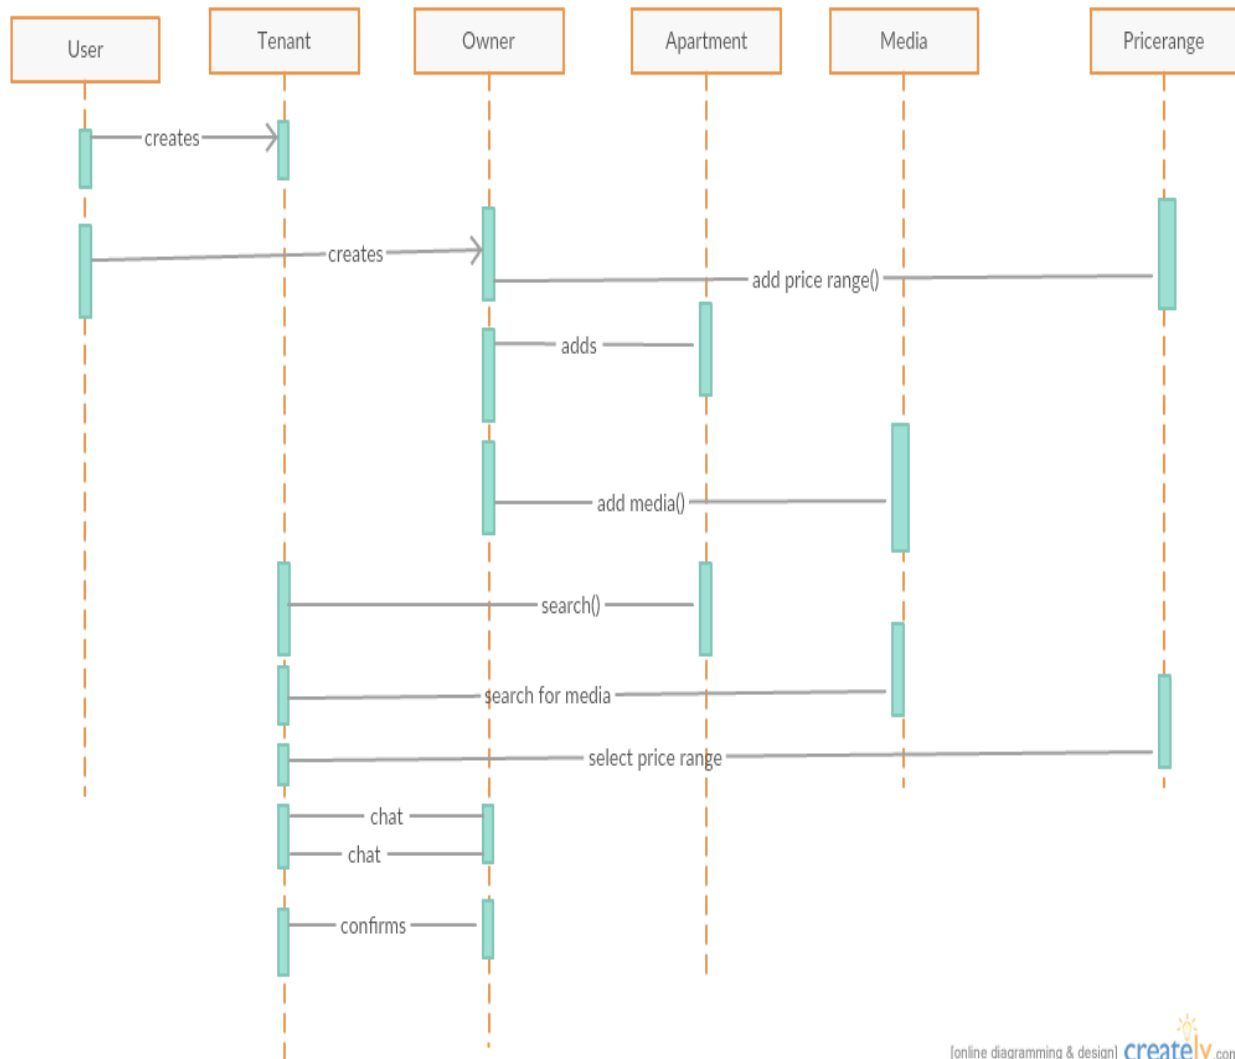 User
Tenant
Owner
Apartment
Media
Pricerange
creates
creates
add price range()
adds
add media()
search()
search for media
select price range
chat
chat
confirms
[online diagramming & design] creately.com